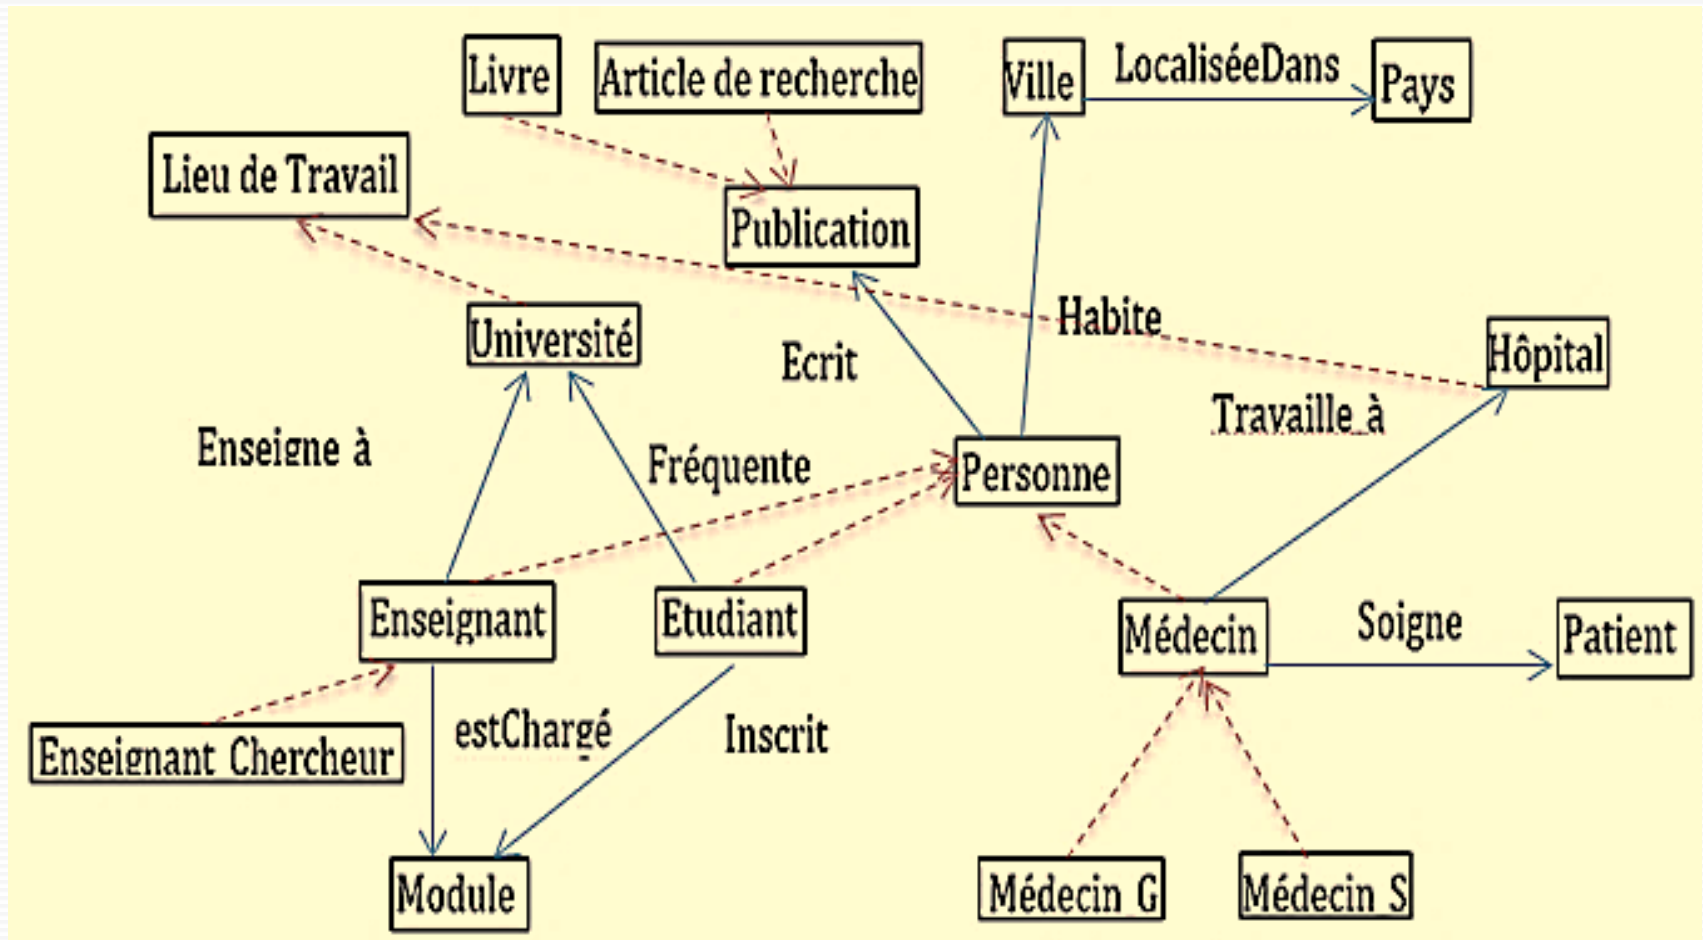 Livre
Article de recherche
Ville
LocaliséeDans
Pays
Lieu de Travail
Publication
Université
Habite
Hôpital
Ecrit
Travaille_à
Enseigne à
Fréquente
Personne
Enseignant
Etudiant
Médecin
Soigne
Patient
Enseignant Chercheur
estChargé
Inscrit
Module
Médecin G
Médecin S